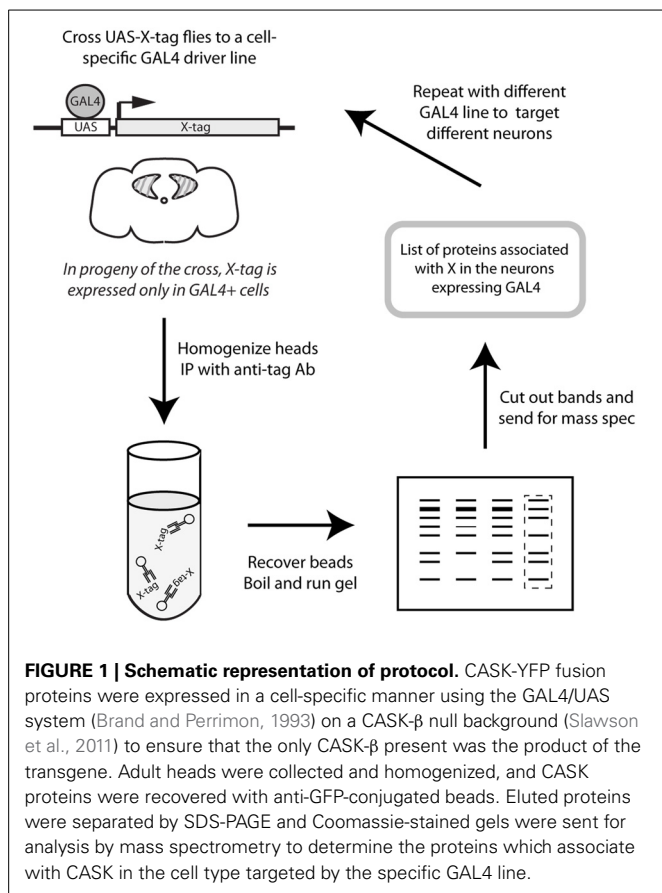 Cross UAS-X-tag flies to a cell-
specific GAL4 driver line
GAL4
UAS
X-tag
In progeny of the cross, X-tag is
expressed only in GAL4+ cells
Homogenize heads
IP with anti-tag Ab
X-tag
X-tag
X-tag
Recover beads
Boil and run gel
Cut out bands and
send for mass spec
List of proteins associated
with X in the neurons
expressing GAL4
Repeat with different
GAL4 line to target
different neurons
FIGURE 1 | Schematic representation of protocol. CASK-YFP fusion
proteins were expressed in a cell-specific manner using the GAL4/UAS
system (Brand and Perrimon, 1993) on a CASK-β null background (Slawson
et al., 2011) to ensure that the only CASK-β present was the product of the
transgene. Adult heads were collected and homogenized, and CASK
proteins were recovered with anti-GFP-conjugated beads. Eluted proteins
were separated by SDS-PAGE and Coomassie-stained gels were sent for
analysis by mass spectrometry to determine the proteins which associate
with CASK in the cell type targeted by the specific GAL4 line.